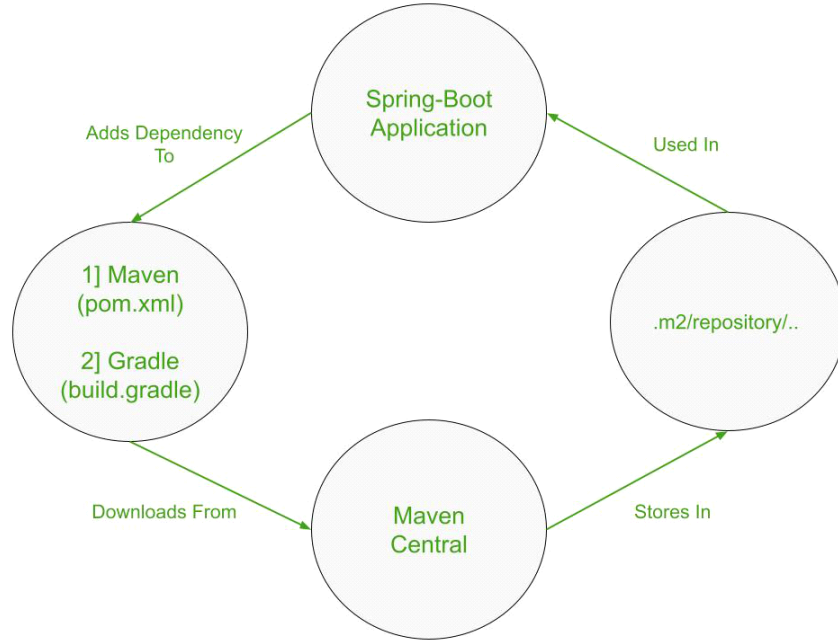 Spring-Boot
Application
Adds Dependency
To
Used In
1] Maven
(pom.xml)
2] Gradle
(build.gradle)
.m2/repository/..
Downloads From
Maven
Central
Stores In